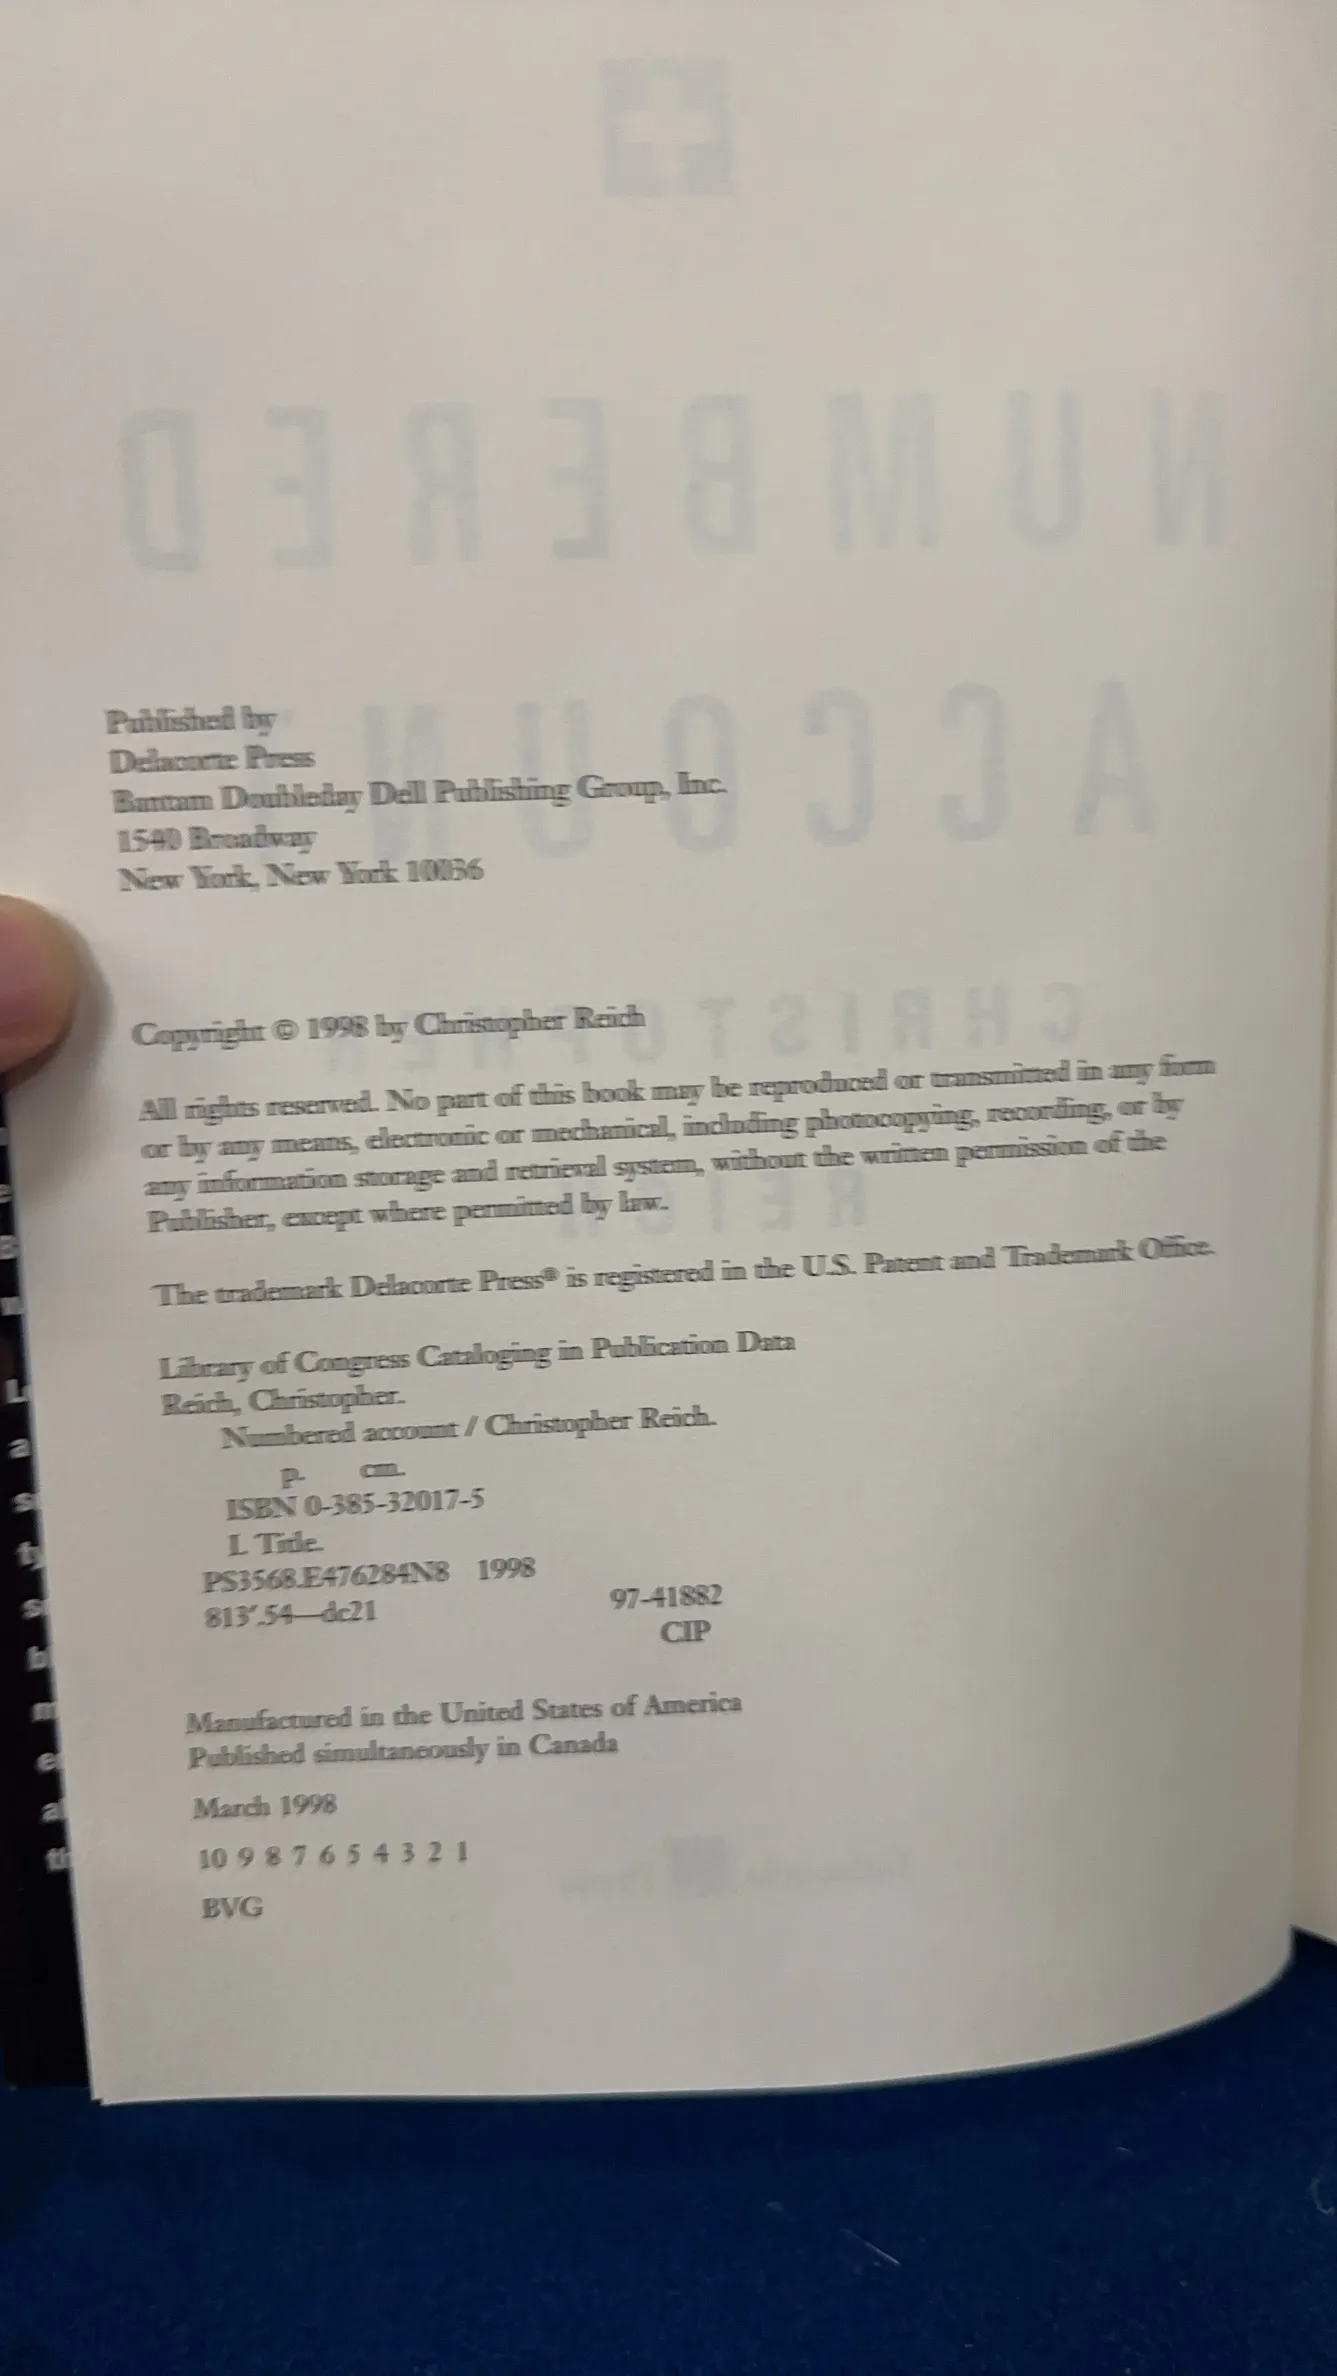 Published by
Delacorte Press
Bantam Doubleday Dell Publishing Group, Inc.
1540 Broadway
New York, New York 10036
Copyright © 1998 by Christopher Reich
All rights reserved. No part of this book may be reproduced or transmitted in any form
or by any means, electronic or mechanical, including photocopying, recording, or by
any information storage and retrieval system, without the written permission of the
Publisher, except where permitted by law.
The trademark Delacorte Press® is registered in the U.S. Patent and Trademark Office.
Library of Congress Cataloging in Publication Data
Reich, Christopher.
Numbered account / Christopher Reich.
p. cm.
ISBN 0-385-32017-5
I. Title.
PS3568.E476284N8 1998
813'.54—dc21 97-41882
CIP
Manufactured in the United States of America
Published simultaneously in Canada
March 1998
10 9 8 7 6 5 4 3 2 1
BVG